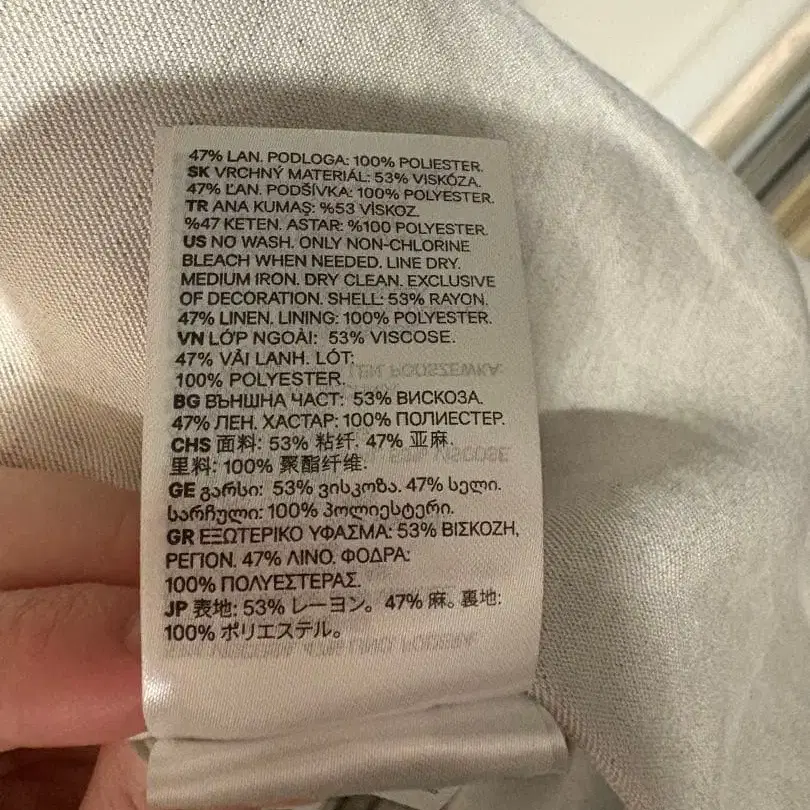 47% LAN. PODLOGA: 100% POLIESTER.
SK VRCHNÝ MATERIÁL: 53% VISKÓZA.
47% ĽAN. PODŠÍVKA: 100% POLYESTER.
TR ANA KUMAŞ: %53 VİSKOZ.
%47 KETEN. ASTAR: %100 POLYESTER.
US NO WASH. ONLY NON-CHLORINE
BLEACH WHEN NEEDED. LINE DRY.
MEDIUM IRON. DRY CLEAN. EXCLUSIVE
OF DECORATION. SHELL: 53% RAYON.
47% LINEN. LINING: 100% POLYESTER.
VN LỚP NGOÀI: 53% VISCOSE.
47% VẢI LANH. LÓT:
100% POLYESTER.
BG ВЪНШНА ЧАСТ: 53% ВИСКОЗА.
47% ЛЕН. ХАСТАР: 100% ПОЛИЕСТЕР.
CHS 面料: 53% 粘纤. 47% 亚麻.
里料: 100% 聚酯纤维.
GE გარსი: 53% ვისკოზა. 47% სელი.
სარჩული: 100% პოლიესტერი.
GR ΕΞΩΤΕΡΙΚΟ ΥΦΑΣΜΑ: 53% ΒΙΣΚΟΖΗ,
ΡΕΓΙΟΝ. 47% ΛΙΝΟ. ΦΟΔΡΑ:
100% ΠΟΛΥΕΣΤΕΡΑΣ.
JP 表地: 53% レーヨン。 47% 麻。裏地:
100% ポリエステル。